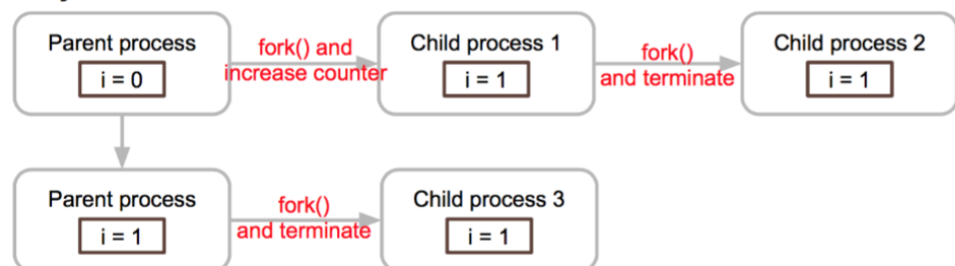 Parent process
i = 0
fork() and
increase counter
Child process 1
i = 1
fork()
and terminate
Child process 2
i = 1
Parent process
i = 1
fork()
and terminate
Child process 3
i = 1